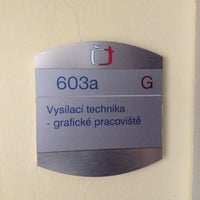 603a G
Vysílací technika
- grafické pracoviště